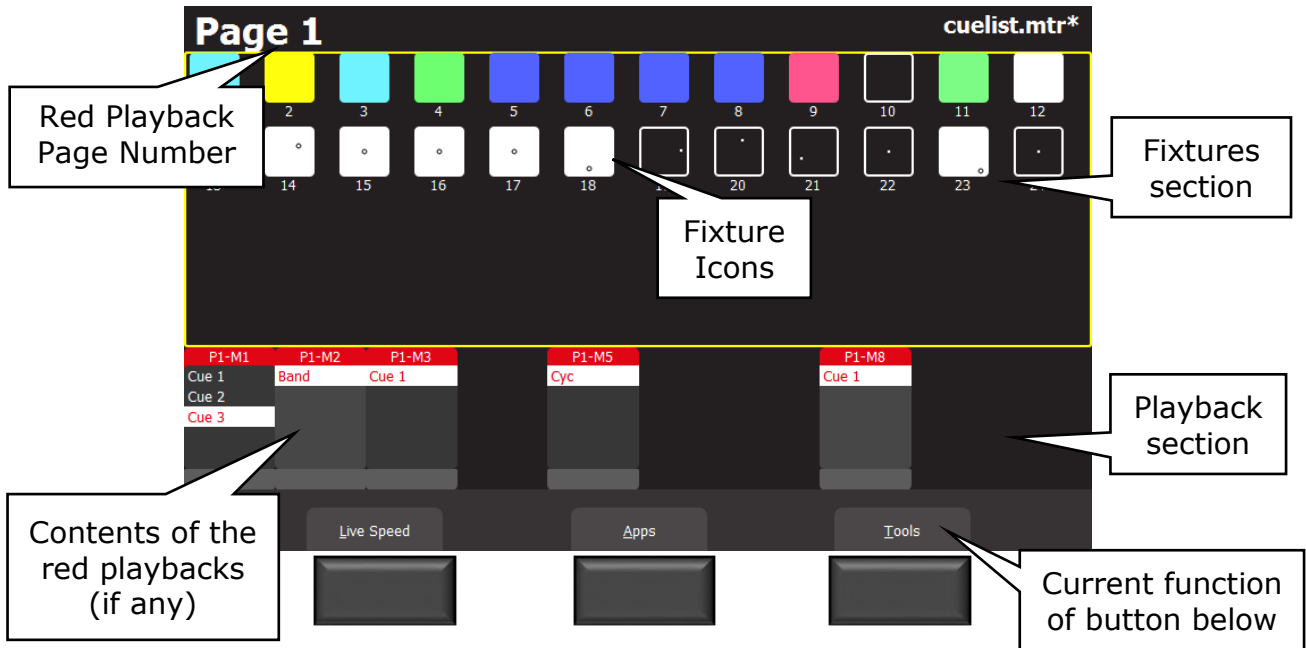 Page 1
cuelist.mtr*
Red Playback
Page Number
2 3 4 5 6 7 8 9 10 11 12
14 15 16 17 18 20 21 22 23
Fixtures
section
Fixture
Icons
P1-M1 P1-M2 P1-M3 P1-M5 P1-M8
Cue 1 Band Cue 1 Cyc Cue 1
Cue 2
Cue 3
Playback
section
Contents of the
red playbacks
(if any)
Live Speed Apps Tools
Current function
of button below